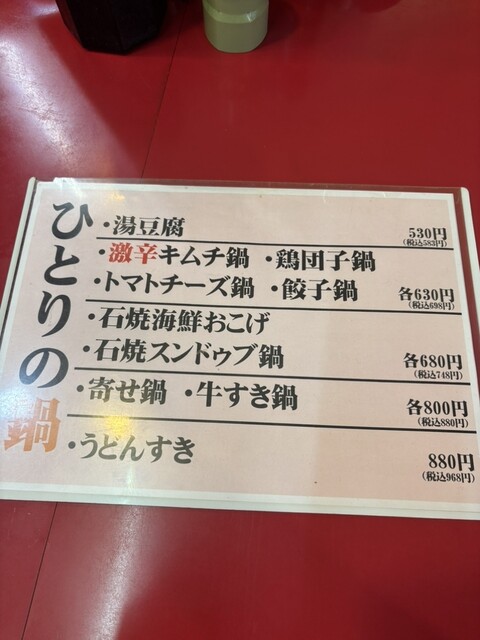 ひとりの鍋
・湯豆腐 530円
(税込583円)
・激辛キムチ鍋 ・鶏団子鍋
・トマトチーズ鍋 ・餃子鍋 各630円
(税込698円)
・石焼海鮮おこげ
・石焼スンドゥブ鍋 各680円
(税込748円)
・寄せ鍋 ・牛すき鍋 各800円
(税込880円)
・うどんすき 880円
(税込968円)